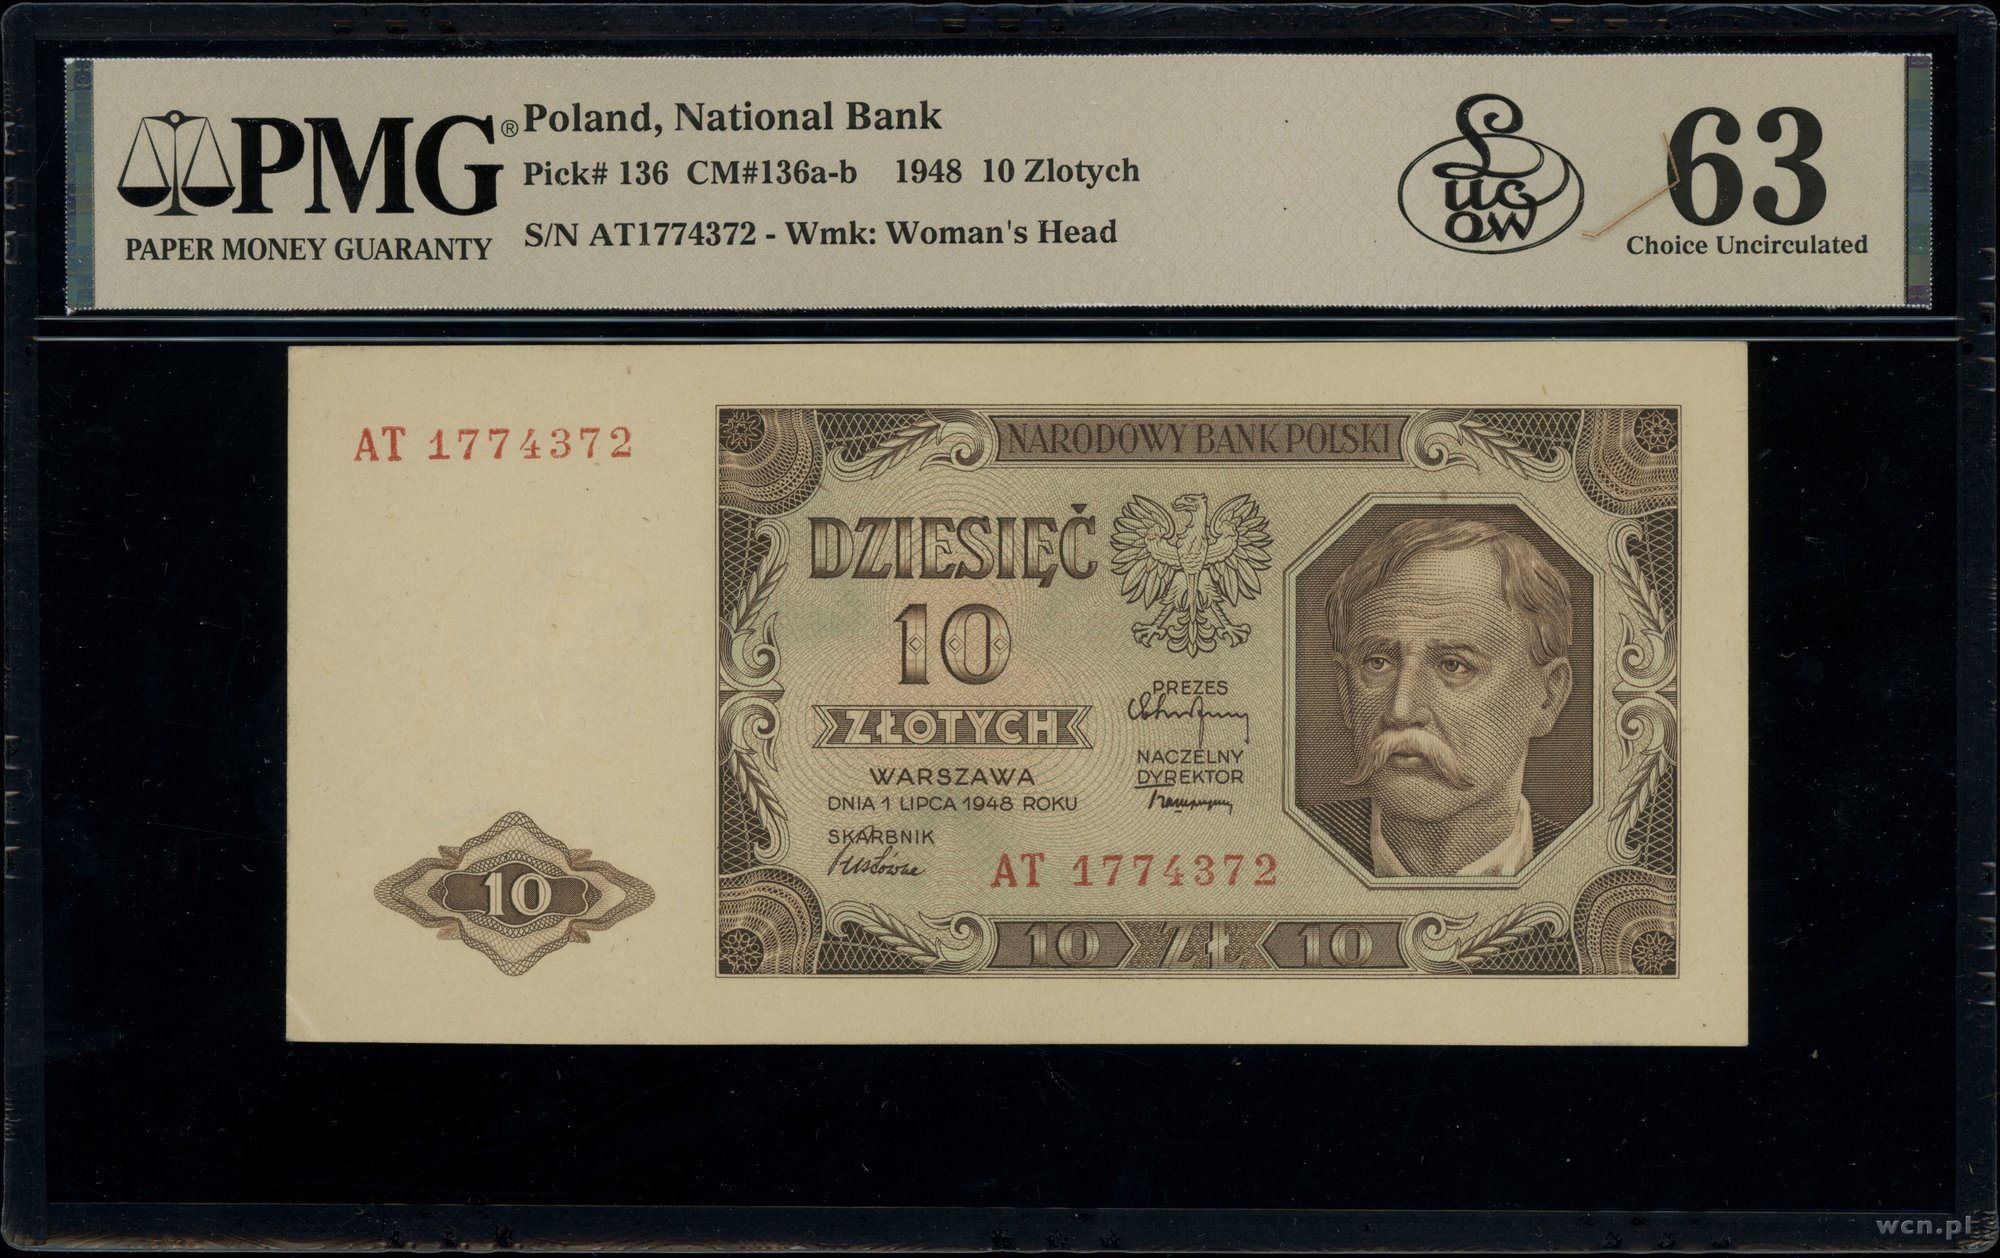 PMG®
PAPER MONEY GUARANTY
Poland, National Bank
Pick# 136 CM#136a-b 1948 10 Zlotych
S/N AT1774372 - Wmk: Woman's Head
Lugow
63
Choice Uncirculated
AT 1774372
NARODOWY BANK POLSKI
DZIESIĘĆ
10
ZŁOTYCH
WARSZAWA
DNIA 1 LIPCA 1948 ROKU
SKARBNIK
PREZES
NACZELNY
DYREKTOR
AT 1774372
10
10 ZŁ 10
wcn.pl